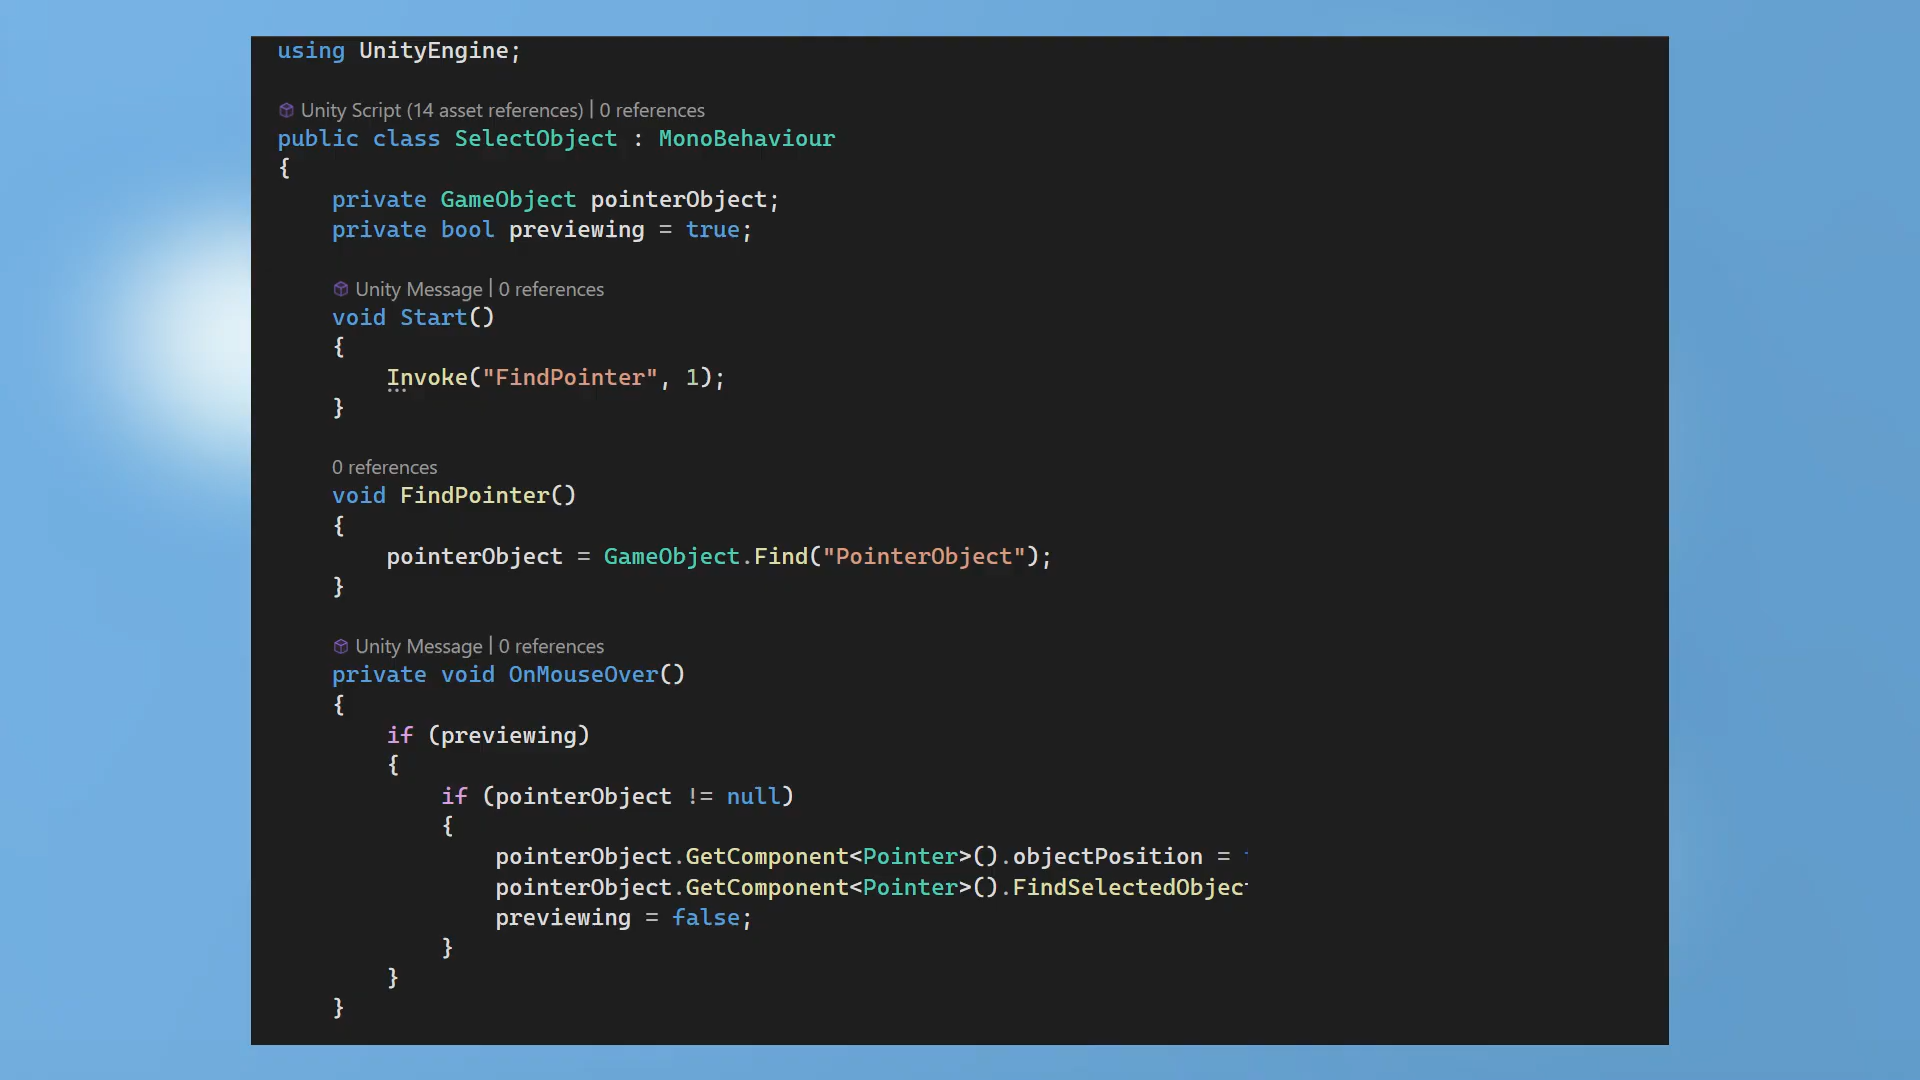 using UnityEngine;
Unity Script (14 asset references) | 0 references
public class SelectObject : MonoBehaviour
{
private GameObject pointerObject;
private bool previewing = true;
Unity Message | 0 references
void Start()
{
Invoke("FindPointer", 1);
}
0 references
void FindPointer()
{
pointerObject = GameObject.Find("PointerObject");
}
Unity Message | 0 references
private void OnMouseOver()
{
if (previewing)
{
if (pointerObject != null)
{
pointerObject.GetComponent<Pointer>().objectPosition =
pointerObject.GetComponent<Pointer>().FindSelectedObjec
previewing = false;
}
}
}